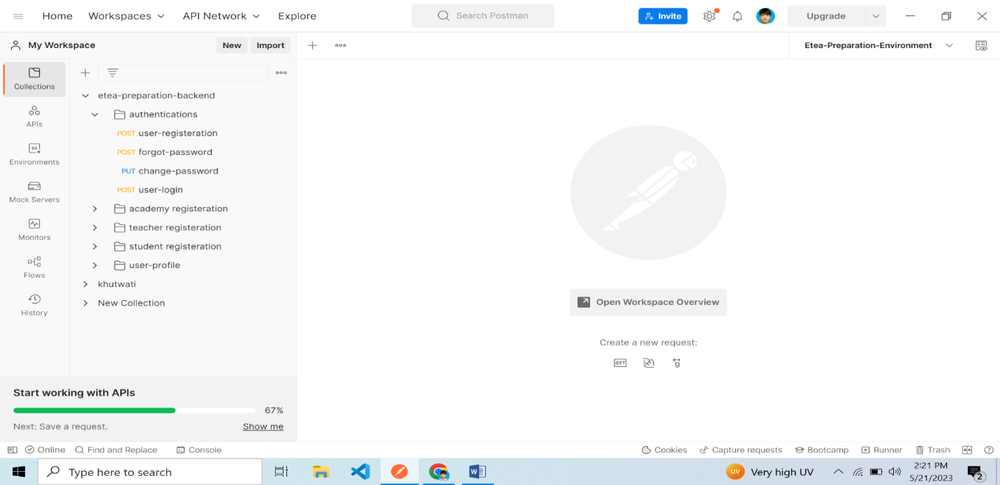 Home Workspaces API Network Explore Search Postman Invite Upgrade
My Workspace New Import Etea-Preparation-Environment
Collections
APIs
Environments
Mock Servers
Monitors
Flows
History
etea-preparation-backend
authentications
POST user-registeration
POST forgot-password
PUT change-password
POST user-login
academy registeration
teacher registeration
student registeration
user-profile
khutwati
New Collection
Open Workspace Overview
Create a new request:
GET
Start working with APIs
67%
Next: Save a request. Show me
Online Find and Replace Console Cookies Capture requests Bootcamp Runner Trash
Type here to search UV Very high UV 2:21 PM
5/21/2023 2